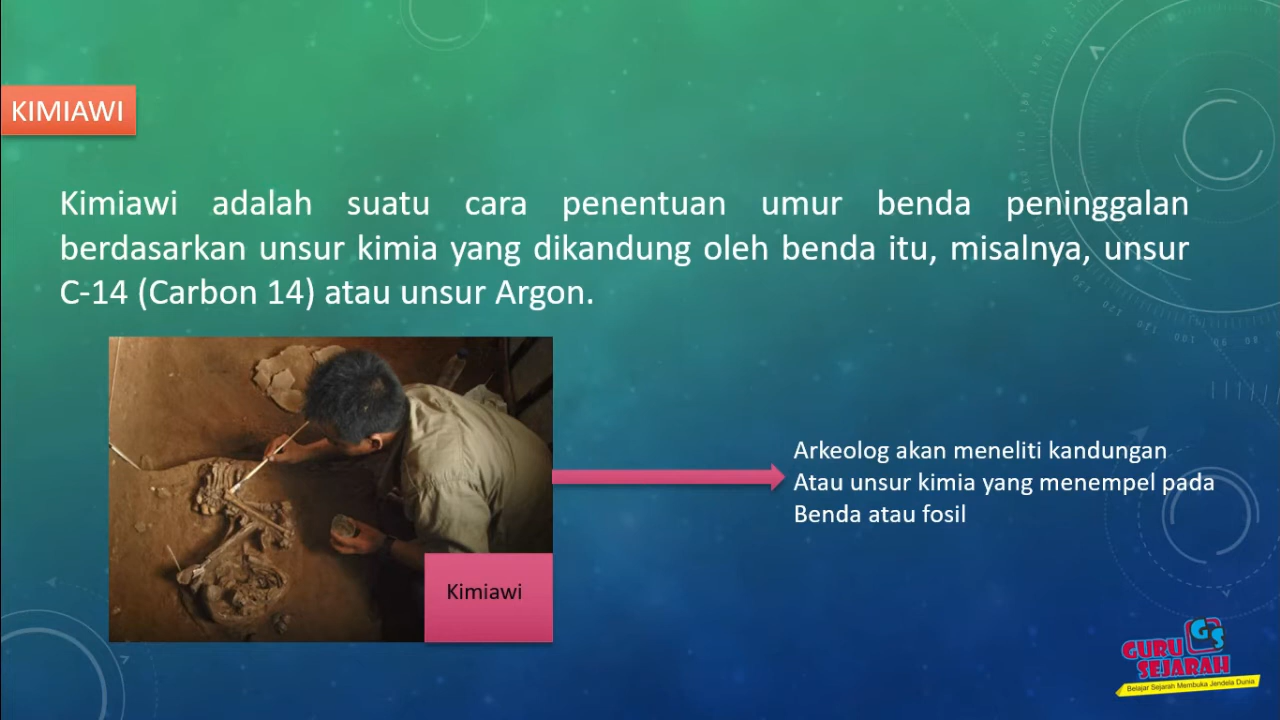 KIMIAWI
Kimiawi adalah suatu cara penentuan umur benda peninggalan
berdasarkan unsur kimia yang dikandung oleh benda itu, misalnya, unsur
C-14 (Carbon 14) atau unsur Argon.
Arkeolog akan meneliti kandungan
Atau unsur kimia yang menempel pada
Benda atau fosil
Kimiawi
GS
GURU
SEJARAH
Belajar Sejarah Membuka Jendela Dunia